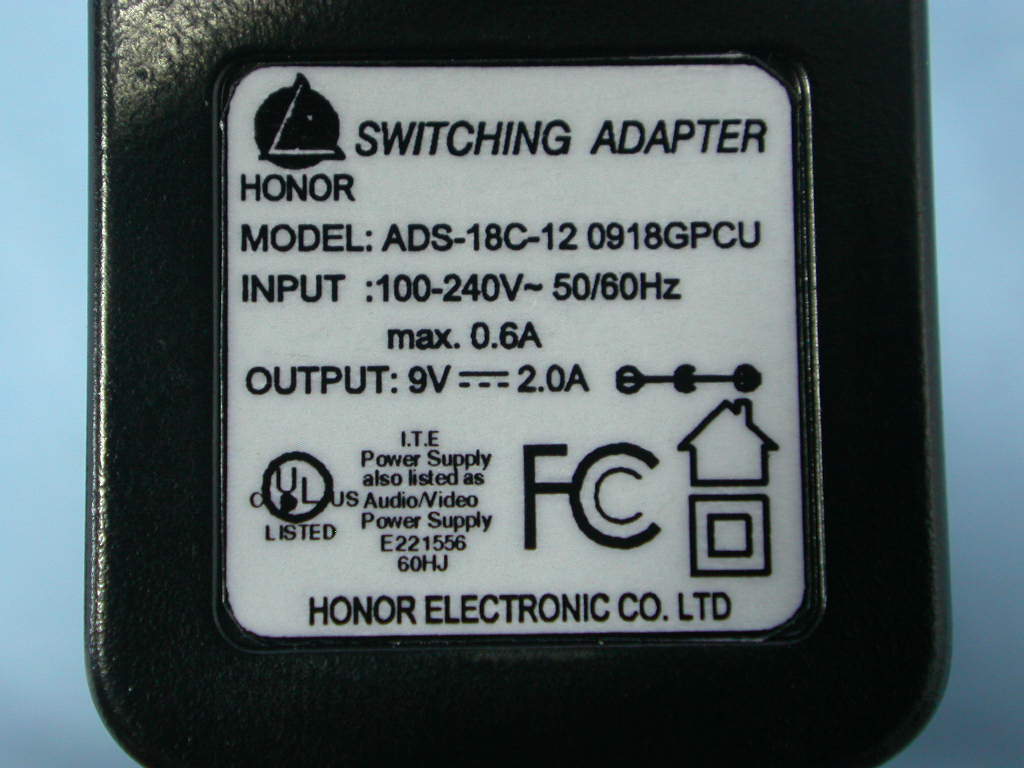 SWITCHING ADAPTER
HONOR
MODEL: ADS-18C-12 0918GPCU
INPUT :100-240V~ 50/60Hz
max. 0.6A
OUTPUT: 9V⎓2.0A
I.T.E
Power Supply
also listed as
Audio/Video
Power Supply
E221556
60HJ
c UL US
LISTED
FC
HONOR ELECTRONIC CO. LTD